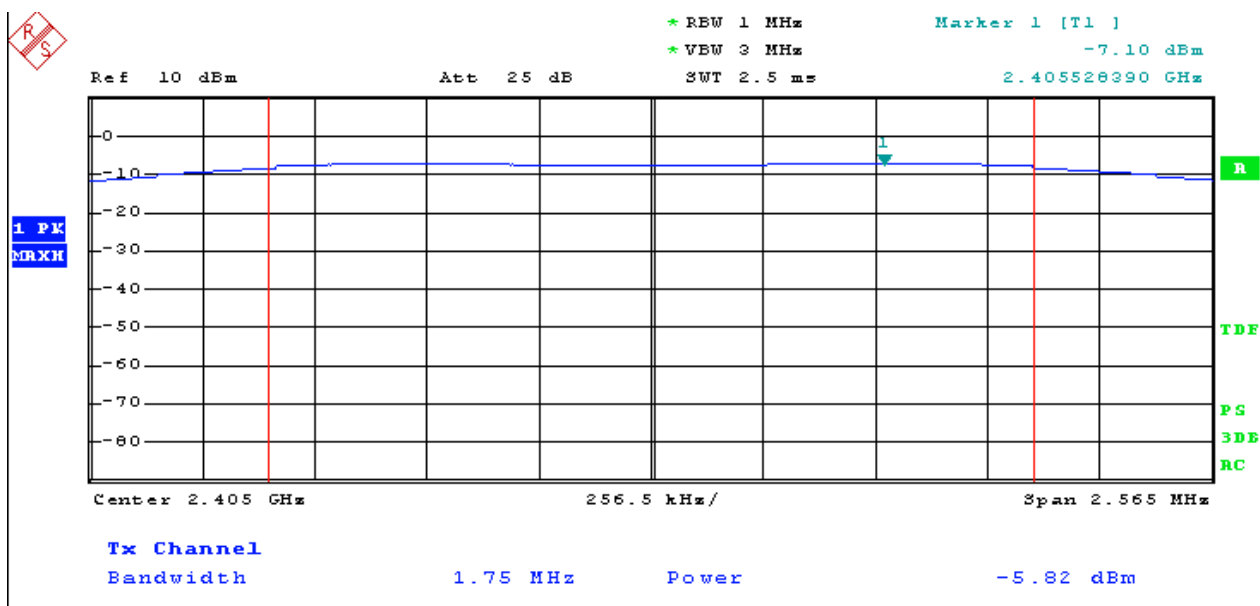 R
S
* RBW 1 MHz Marker 1 [T1 ]
* VBW 3 MHz -7.10 dBm
Ref 10 dBm Att 25 dB SWT 2.5 ms 2.405528390 GHz
0
1
-10
R
-20
1 PK
MAXH
-30
-40
-50
TDF
-60
-70
PS
-80
3DB
RC
Center 2.405 GHz 256.5 kHz/ Span 2.565 MHz
Tx Channel
Bandwidth 1.75 MHz Power -5.82 dBm